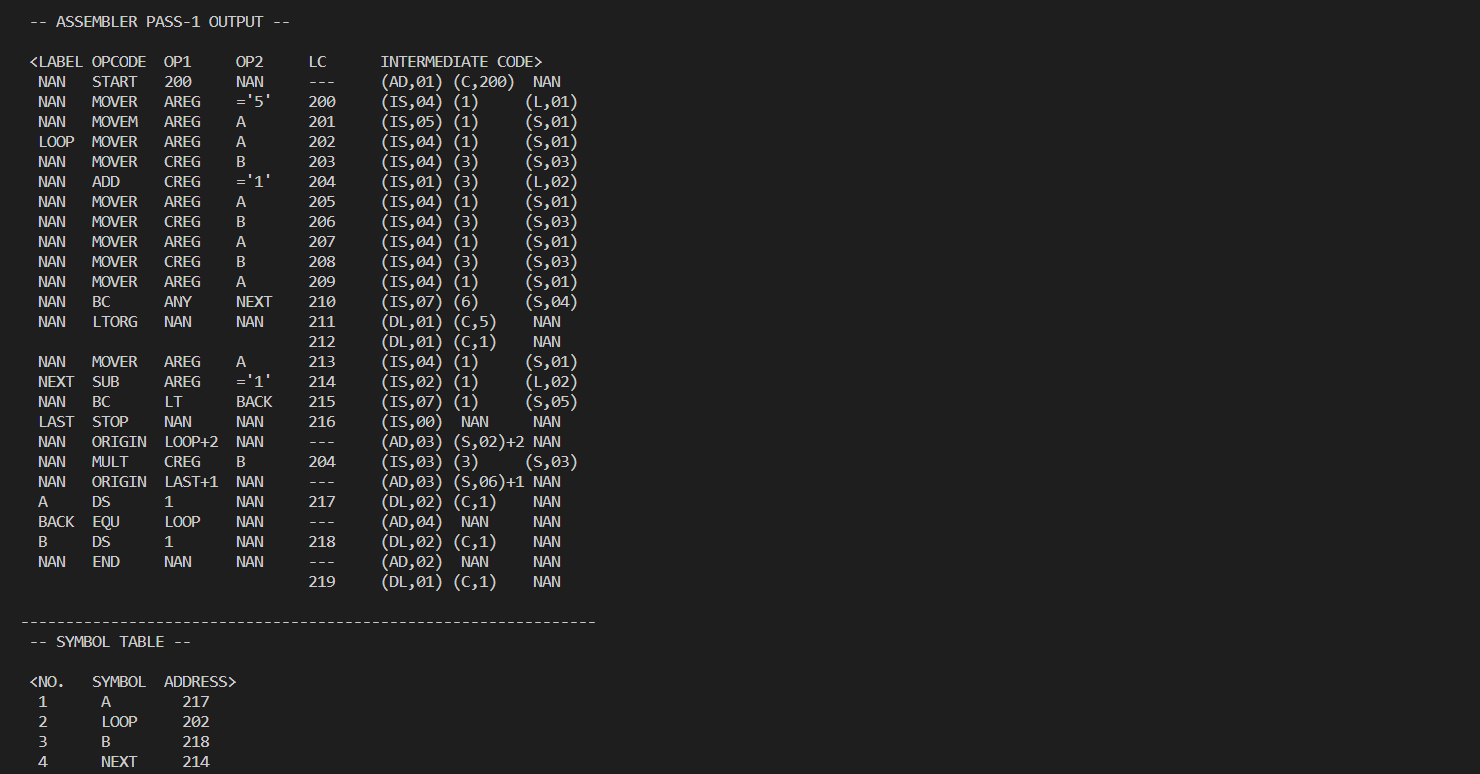 -- ASSEMBLER PASS-1 OUTPUT --
<LABEL OPCODE OP1 OP2 LC INTERMEDIATE CODE>
NAN START 200 NAN --- (AD,01) (C,200) NAN
NAN MOVER AREG ='5' 200 (IS,04) (1) (L,01)
NAN MOVEM AREG A 201 (IS,05) (1) (S,01)
LOOP MOVER AREG A 202 (IS,04) (1) (S,01)
NAN MOVER CREG B 203 (IS,04) (3) (S,03)
NAN ADD CREG ='1' 204 (IS,01) (3) (L,02)
NAN MOVER AREG A 205 (IS,04) (1) (S,01)
NAN MOVER CREG B 206 (IS,04) (3) (S,03)
NAN MOVER AREG A 207 (IS,04) (1) (S,01)
NAN MOVER CREG B 208 (IS,04) (3) (S,03)
NAN MOVER AREG A 209 (IS,04) (1) (S,01)
NAN BC ANY NEXT 210 (IS,07) (6) (S,04)
NAN LTORG NAN NAN 211 (DL,01) (C,5) NAN
212 (DL,01) (C,1) NAN
NAN MOVER AREG A 213 (IS,04) (1) (S,01)
NEXT SUB AREG ='1' 214 (IS,02) (1) (L,02)
NAN BC LT BACK 215 (IS,07) (1) (S,05)
LAST STOP NAN NAN 216 (IS,00) NAN NAN
NAN ORIGIN LOOP+2 NAN --- (AD,03) (S,02)+2 NAN
NAN MULT CREG B 204 (IS,03) (3) (S,03)
NAN ORIGIN LAST+1 NAN --- (AD,03) (S,06)+1 NAN
A DS 1 NAN 217 (DL,02) (C,1) NAN
BACK EQU LOOP NAN --- (AD,04) NAN NAN
B DS 1 NAN 218 (DL,02) (C,1) NAN
NAN END NAN NAN --- (AD,02) NAN NAN
219 (DL,01) (C,1) NAN
----------------------------------------------------------------
-- SYMBOL TABLE --
<NO. SYMBOL ADDRESS>
1 A 217
2 LOOP 202
3 B 218
4 NEXT 214